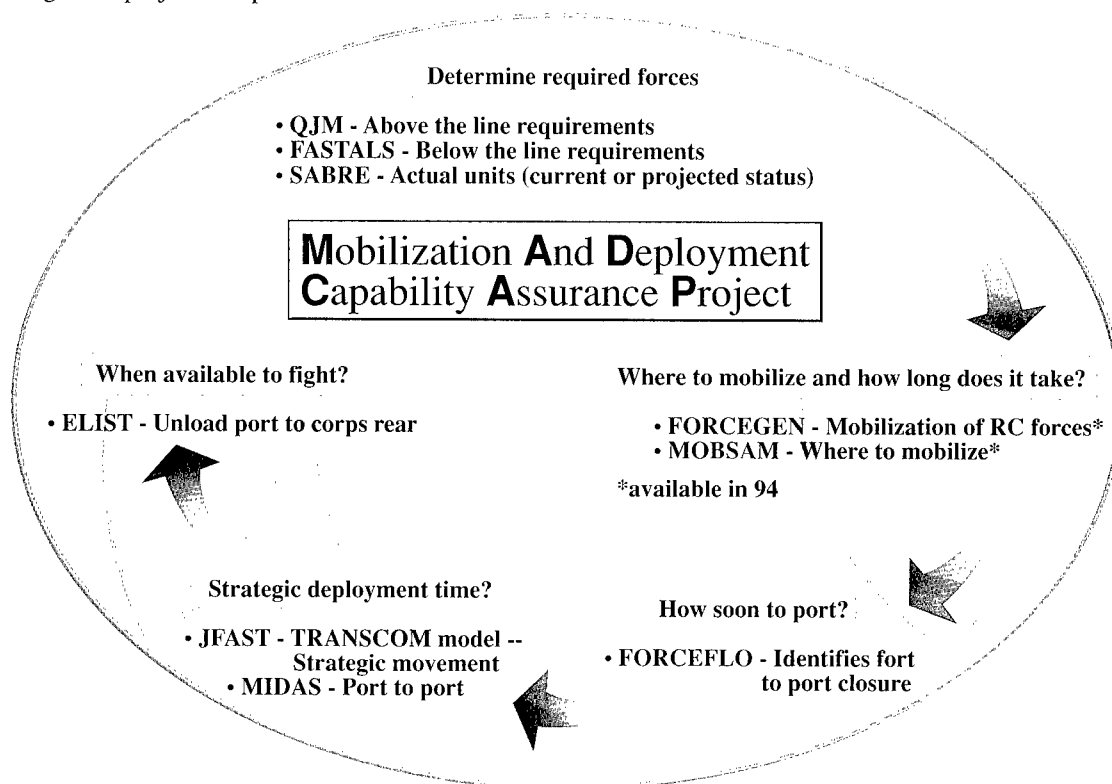 Determine required forces
• QJM - Above the line requirements
• FASTALS - Below the line requirements
• SABRE - Actual units (current or projected status)
Mobilization And Deployment
Capability Assurance Project
Where to mobilize and how long does it take?
• FORCEGEN - Mobilization of RC forces*
• MOBSAM - Where to mobilize*
*available in 94
How soon to port?
• FORCEFLO - Identifies fort
to port closure
Strategic deployment time?
• JFAST - TRANSCOM model --
Strategic movement
• MIDAS - Port to port
When available to fight?
• ELIST - Unload port to corps rear